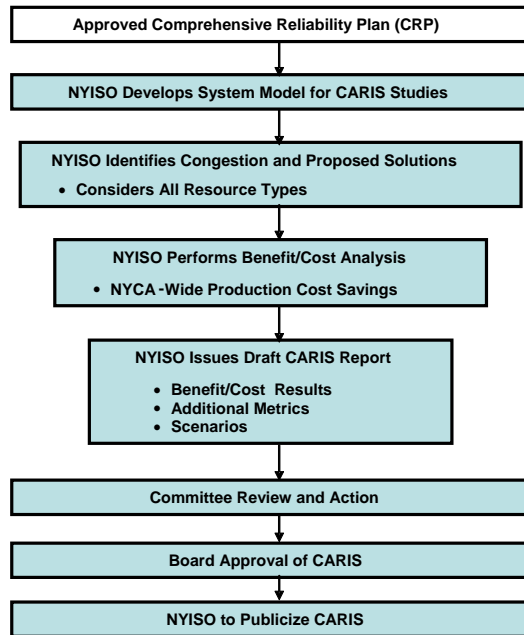 Approved Comprehensive Reliability Plan (CRP)
NYISO Develops System Model for CARIS Studies
NYISO Identifies Congestion and Proposed Solutions
• Considers All Resource Types
NYISO Performs Benefit/Cost Analysis
• NYCA-Wide Production Cost Savings
NYISO Issues Draft CARIS Report
• Benefit/Cost Results
• Additional Metrics
• Scenarios
Committee Review and Action
Board Approval of CARIS
NYISO to Publicize CARIS